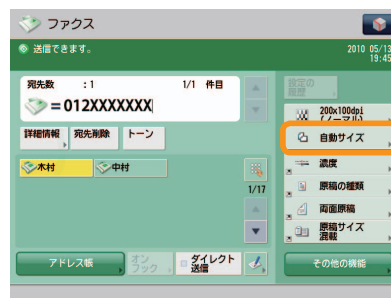 ファクス
送信できます。
2010 05/13
19:45
宛先数 :1 1/1 件目
=012XXXXXXX
詳細情報 宛先削除 トーン
木村 中村
1/17
アドレス帳
オン
フック
ダイレクト
送信
設定の
履歴
200x100dpi
(ノーマル)
自動サイズ
濃度
原稿の種類
両面原稿
原稿サイズ
混載
その他の機能